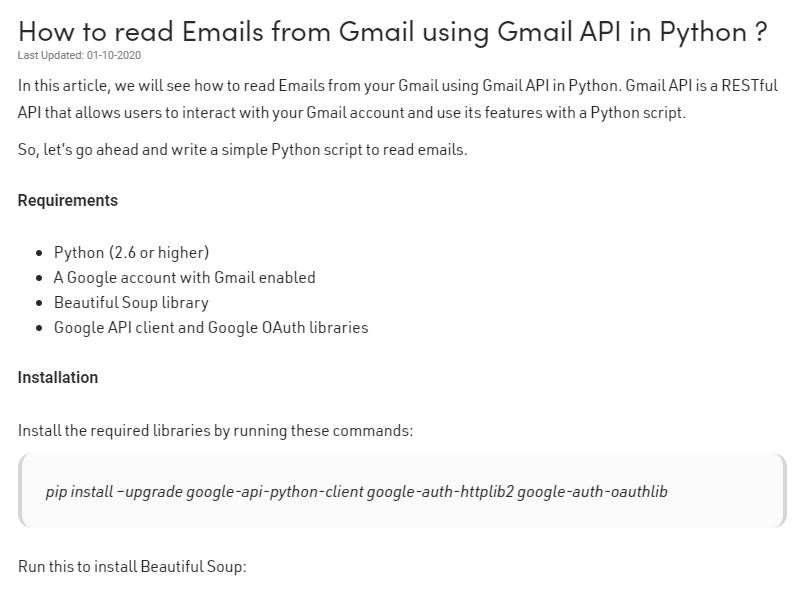 How to read Emails from Gmail using Gmail API in Python ?
Last Updated: 01-10-2020
In this article, we will see how to read Emails from your Gmail using Gmail API in Python. Gmail API is a RESTful
API that allows users to interact with your Gmail account and use its features with a Python script.
So, let's go ahead and write a simple Python script to read emails.
Requirements
• Python (2.6 or higher)
• A Google account with Gmail enabled
• Beautiful Soup library
• Google API client and Google OAuth libraries
Installation
Install the required libraries by running these commands:
pip install –upgrade google-api-python-client google-auth-httplib2 google-auth-oauthlib
Run this to install Beautiful Soup: